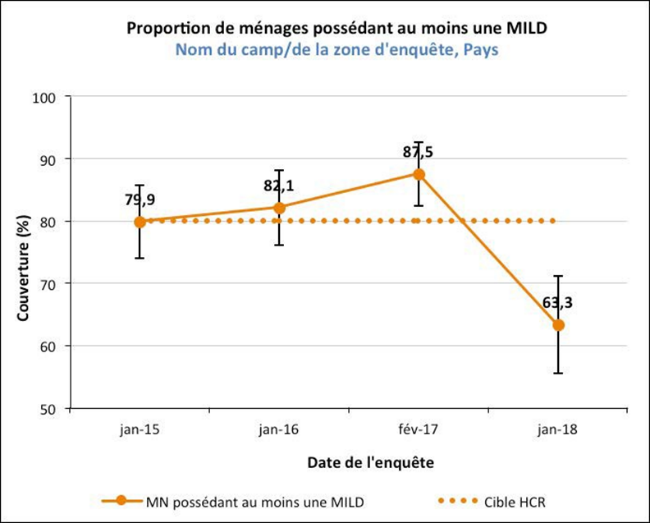 Proportion de ménages possédant au moins une MILD
Nom du camp/de la zone d'enquête, Pays
Couverture (%)
100
90
80
70
60
50
79,9
82,1
87,5
63,3
jan-15
jan-16
fév-17
jan-18
Date de l'enquête
MN possédant au moins une MILD
Cible HCR